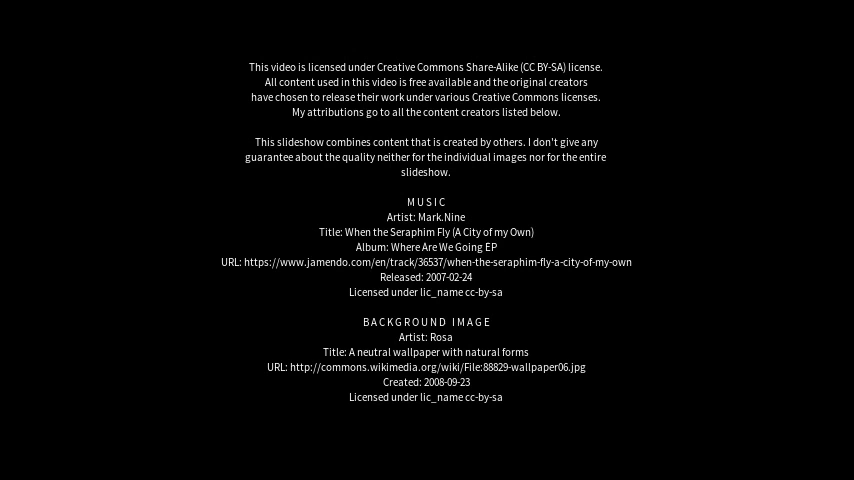 This video is licensed under Creative Commons Share-Alike (CC BY-SA) license.
All content used in this video is free available and the original creators
have chosen to release their work under various Creative Commons licenses.
My attributions go to all the content creators listed below.
This slideshow combines content that is created by others. I don't give any
guarantee about the quality neither for the individual images nor for the entire
slideshow.
MUSIC
Artist: Mark.Nine
Title: When the Seraphim Fly (A City of my Own)
Album: Where Are We Going EP
URL: https://www.jamendo.com/en/track/36537/when-the-seraphim-fly-a-city-of-my-own
Released: 2007-02-24
Licensed under lic_name cc-by-sa
BACKGROUND IMAGE
Artist: Rosa
Title: A neutral wallpaper with natural forms
URL: http://commons.wikimedia.org/wiki/File:88829-wallpaper06.jpg
Created: 2008-09-23
Licensed under lic_name cc-by-sa